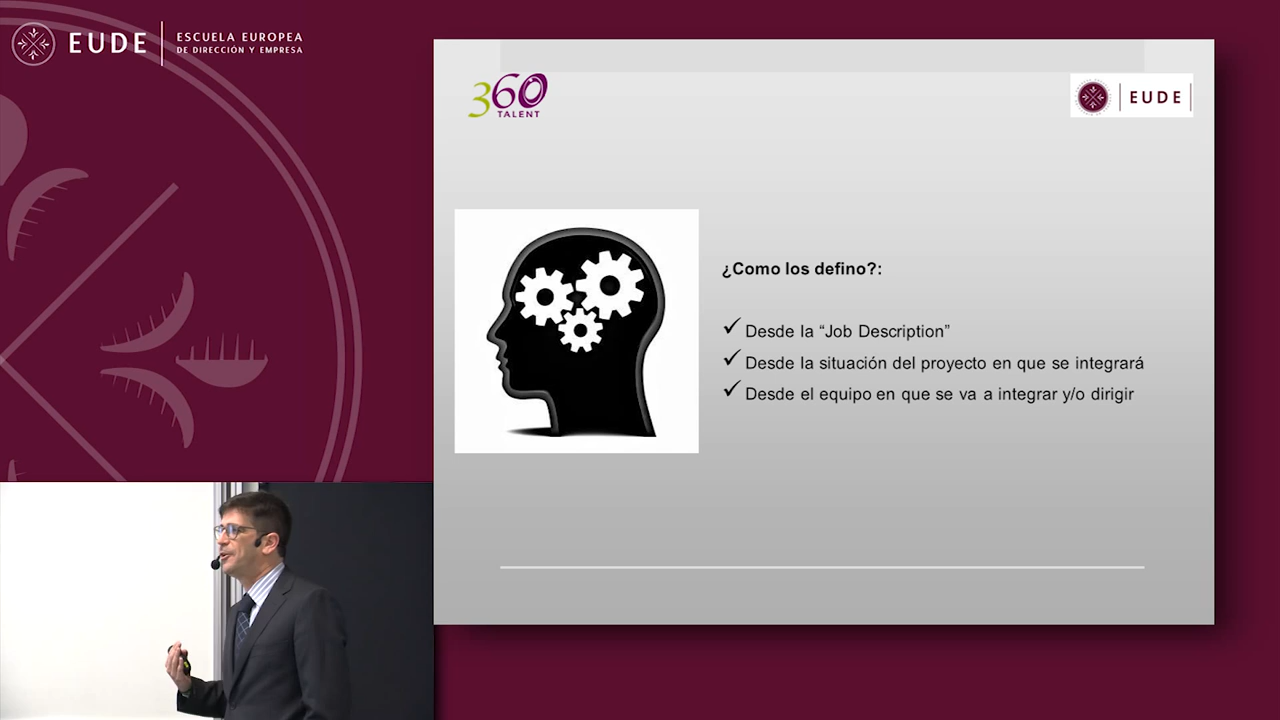 EUDE
ESCUELA EUROPEA
DE DIRECCIÓN Y EMPRESA
360
TALENT
EUDE
¿Como los defino?:
Desde la “Job Description”
Desde la situación del proyecto en que se integrará
Desde el equipo en que se va a integrar y/o dirigir